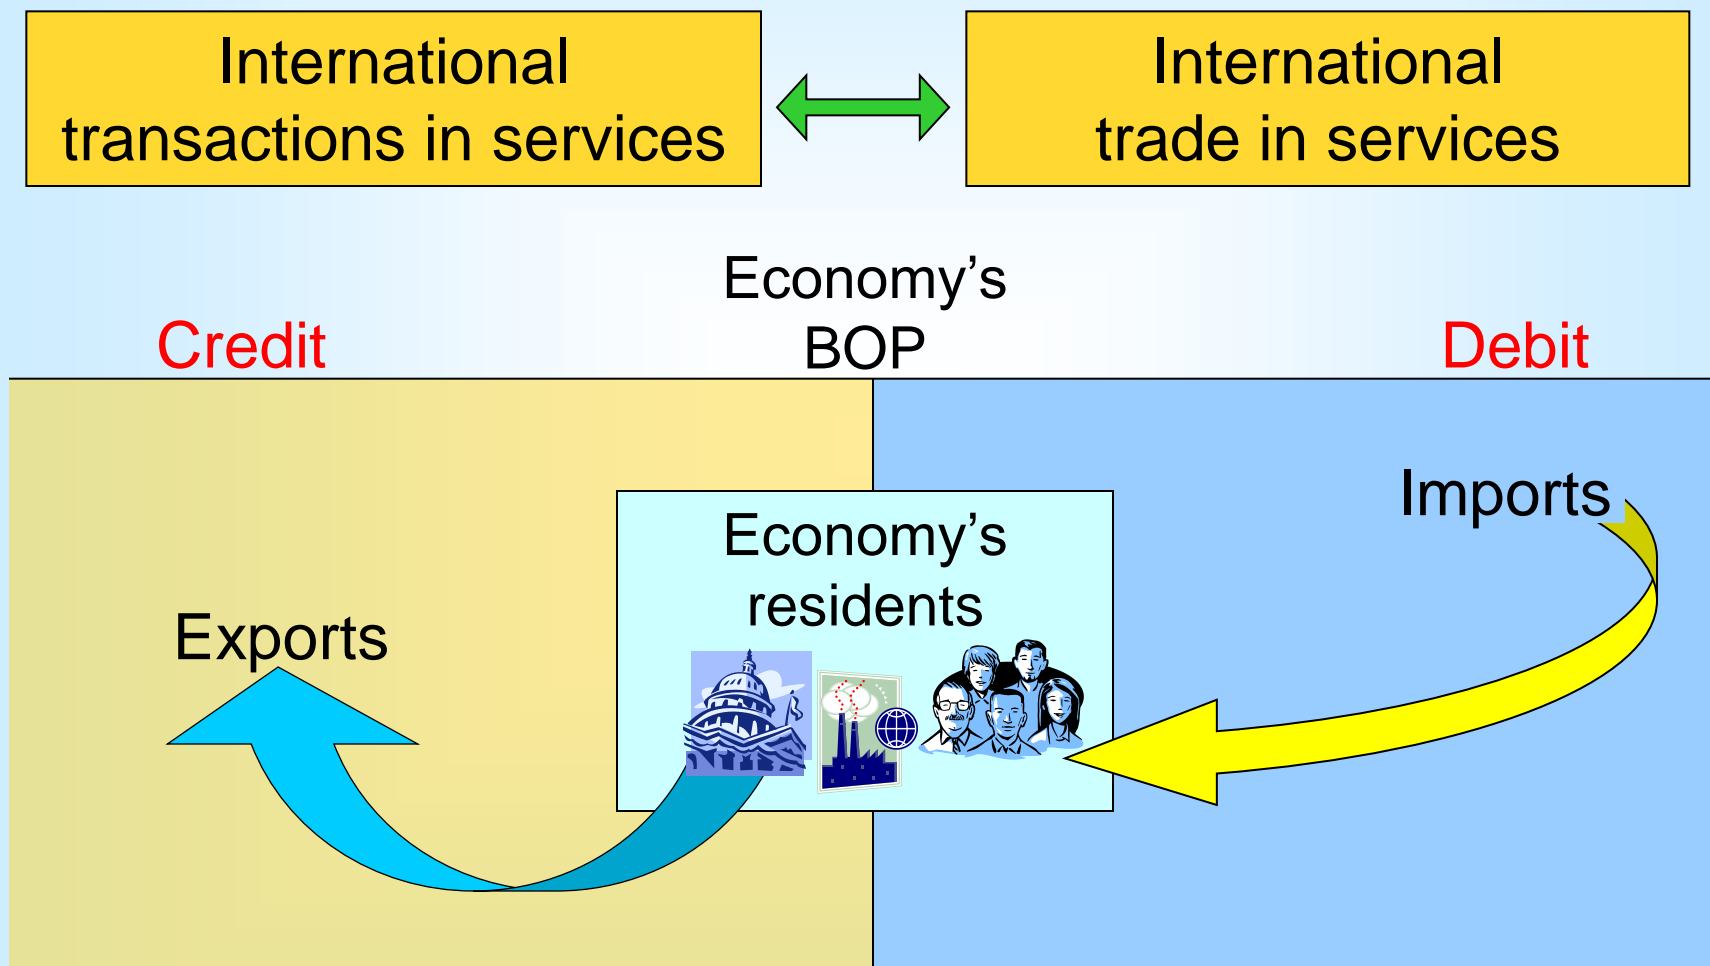 International
transactions in services
International
trade in services
Economy’s
BOP
Credit
Debit
Imports
Economy’s
residents
Exports